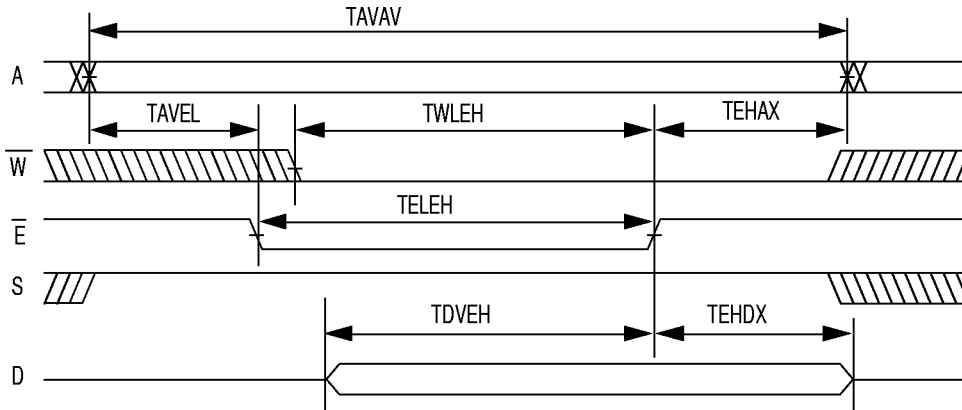 TAVAV
A
TAVEL TWLEH TEHAX
W̅
TELEH
E̅
S
TDVEH TEHDX
D